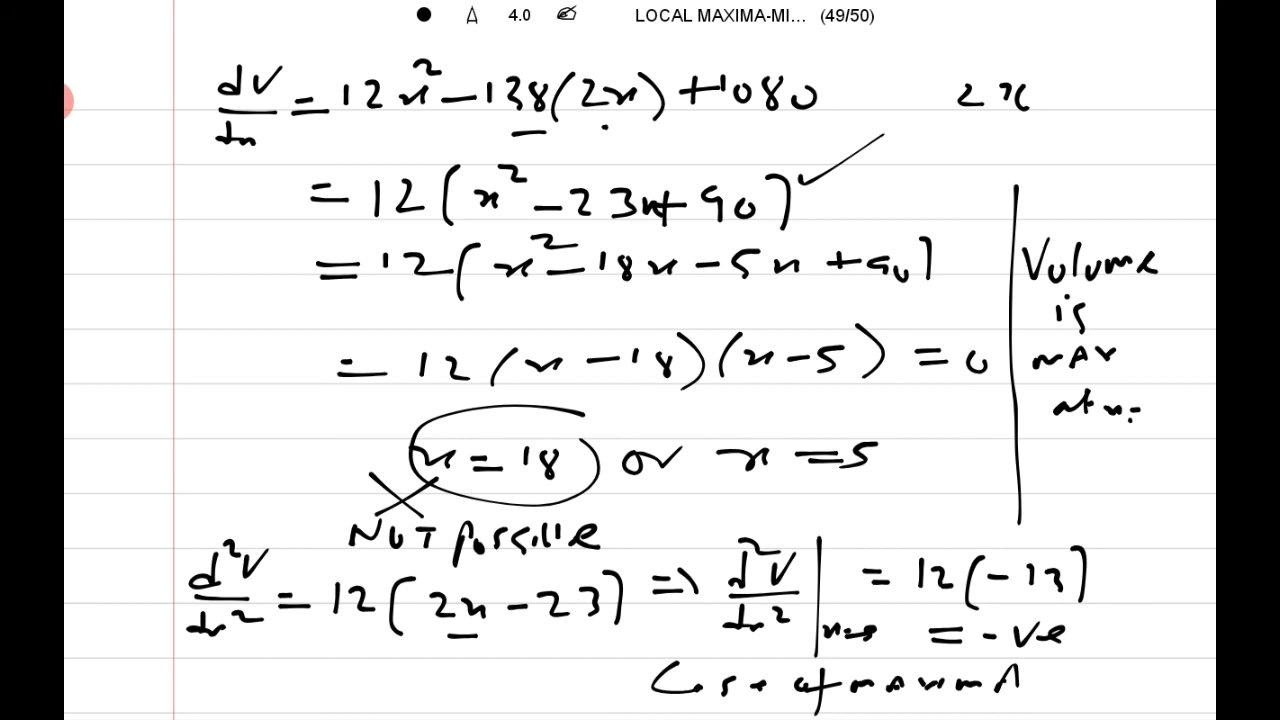 4.0 LOCAL MAXIMA-MI... (49/50)
dV/dx = 12x² - 138(2x) + 1080
2x
= 12(x² - 23x + 90)
= 12(x² - 18x - 5x + 90)
= 12(x - 18)(x - 5) = 0
x = 18 or x = 5
NOT possible
Volume
is
MAX
at x =
d²V/dx² = 12(2x - 23) ⇒ d²V/dx²|x=5 = 12(-13)
= -ve
Case of maxima